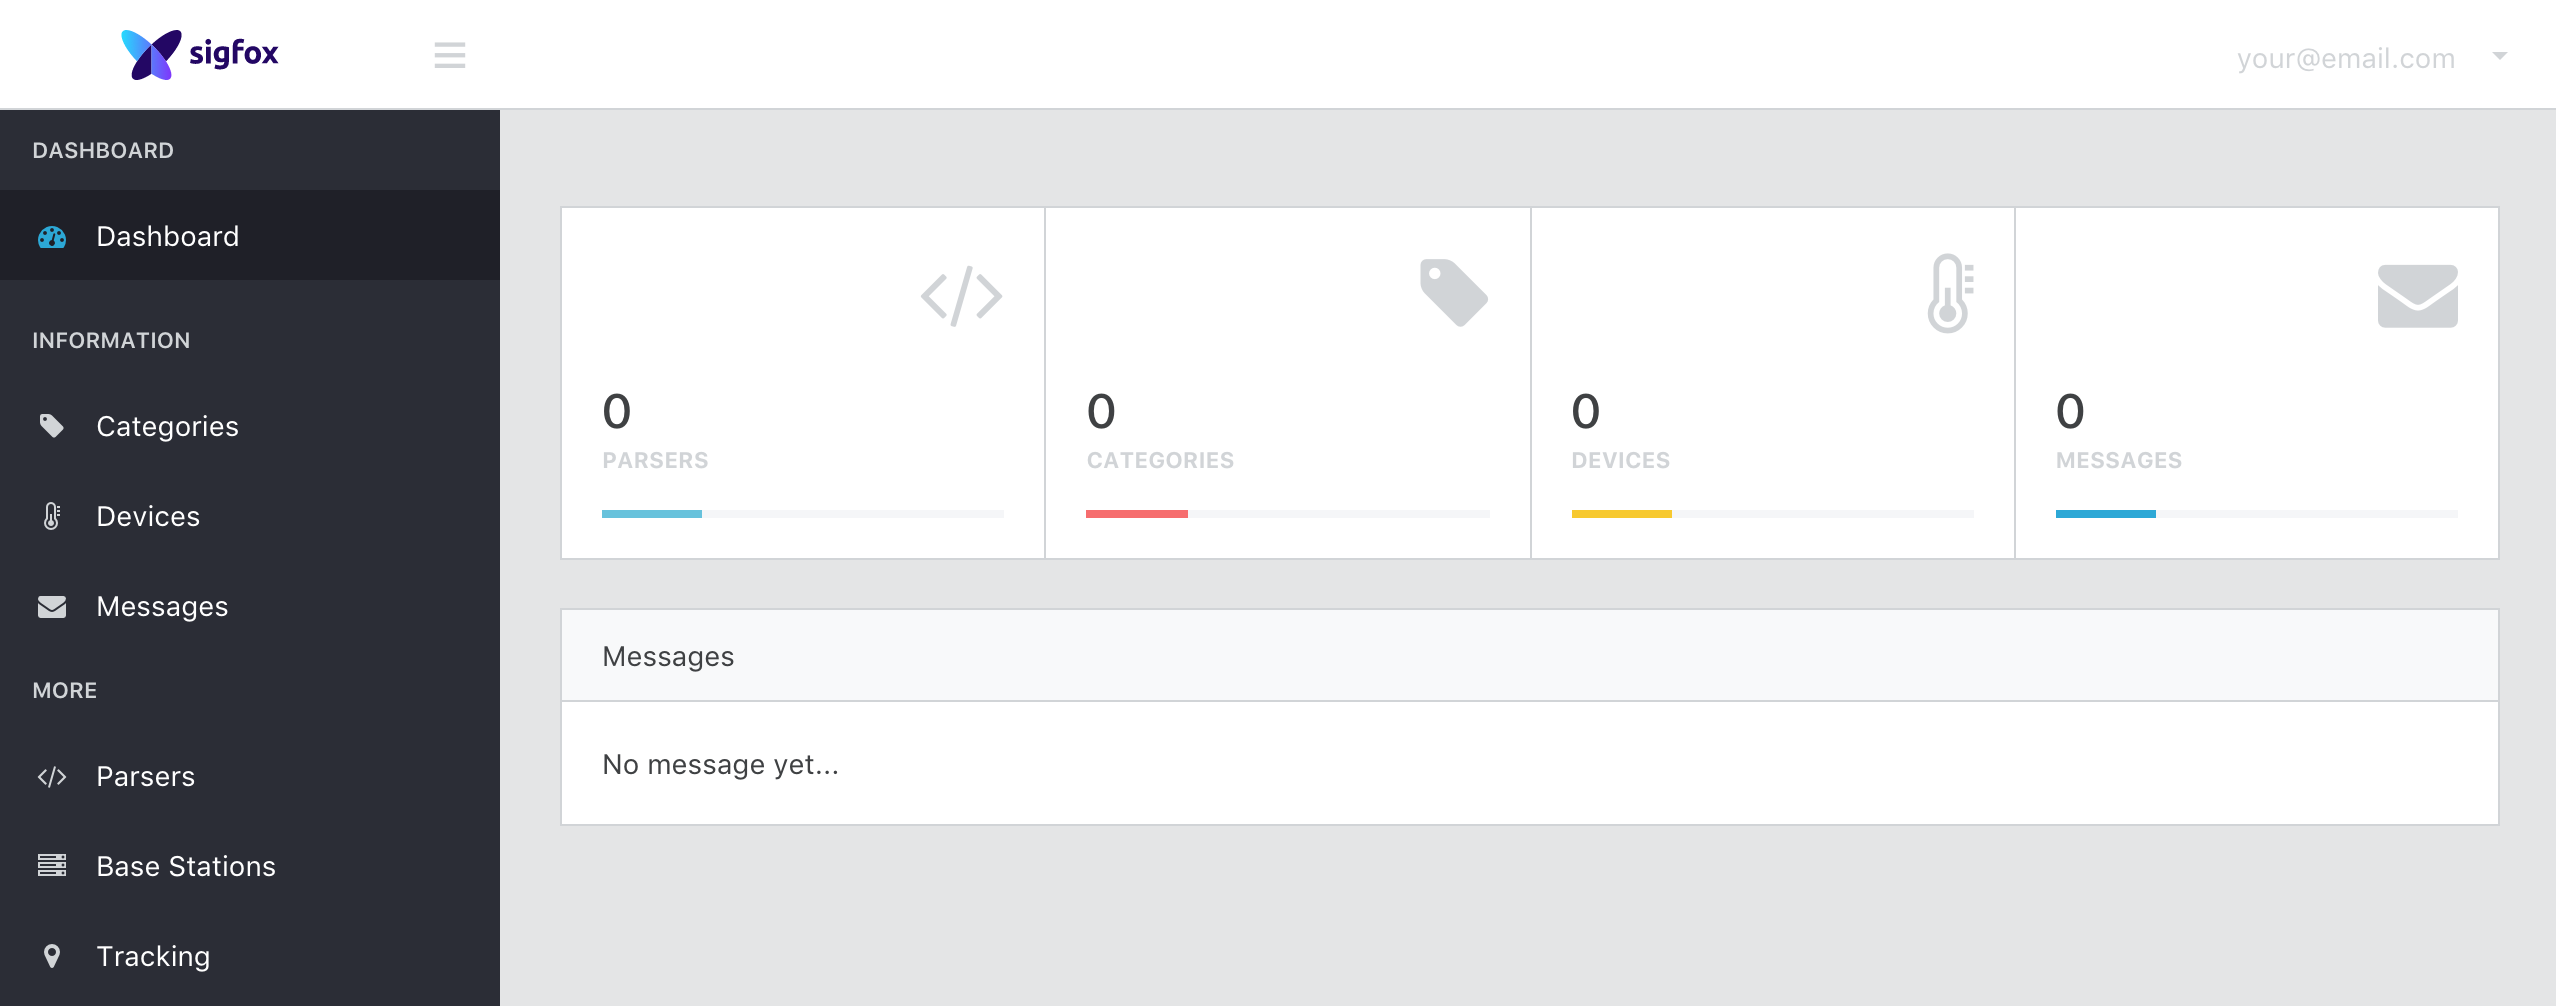 sigfox
your@email.com
DASHBOARD
Dashboard
INFORMATION
Categories
Devices
Messages
MORE
Parsers
Base Stations
Tracking
0
PARSERS
0
CATEGORIES
0
DEVICES
0
MESSAGES
Messages
No message yet...